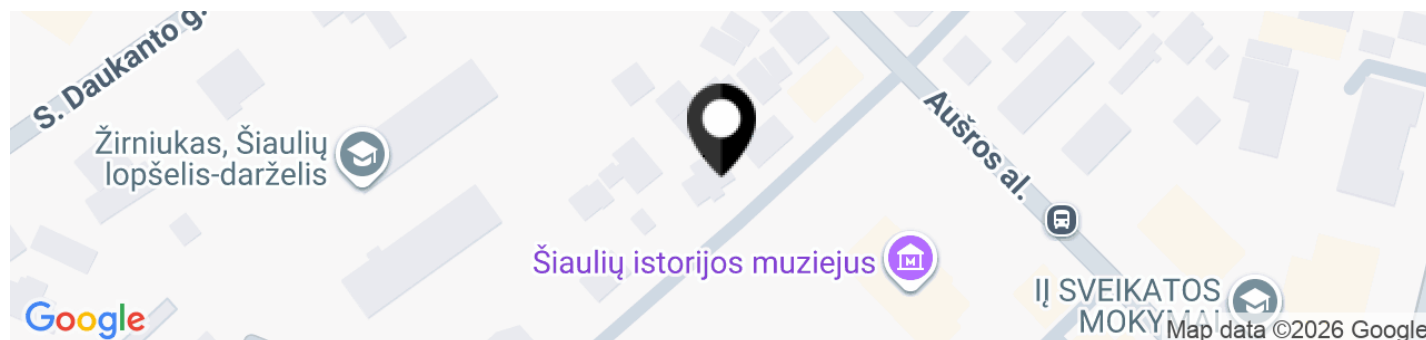 S. Daukanto g.
Aušros al.
Žirniukas, Šiaulių
lopšelis-darželis
Šiaulių istorijos muziejus
M
IĮ SVEIKATOS
MOKYMAI
Google
Map data ©2026 Google